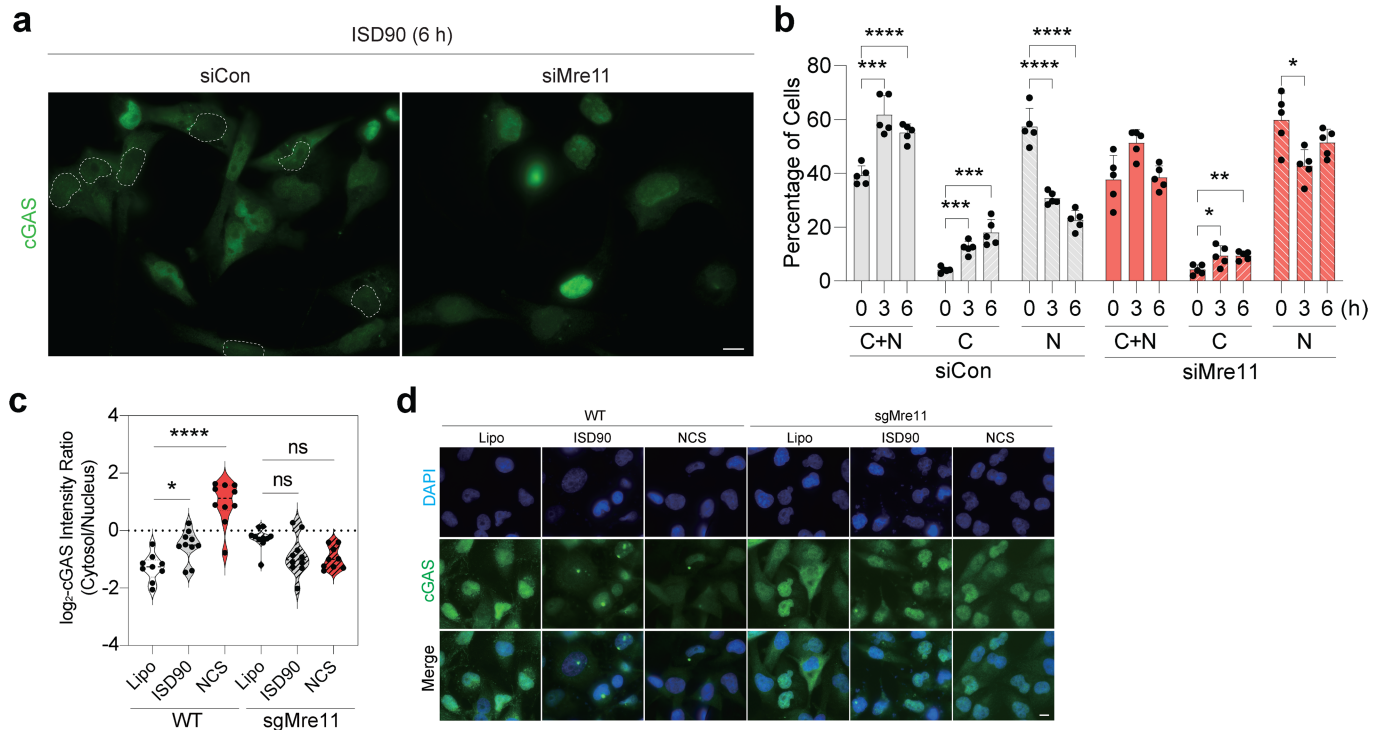 a
ISD90 (6 h)
siCon
siMre11
cGAS
b
Percentage of Cells
80
60
40
20
0
**** ****
*** **** *
*** **
*** *
0 3 6 0 3 6 0 3 6 0 3 6 0 3 6 0 3 6 (h)
C+N C N C+N C N
siCon siMre11
c
log₂-cGAS Intensity Ratio
(Cytosol/Nucleus)
4
2
0
-2
-4
**** ns
* ns
Lipo ISD90 NCS Lipo ISD90 NCS
WT sgMre11
d
WT sgMre11
Lipo ISD90 NCS Lipo ISD90 NCS
DAPI
cGAS
Merge